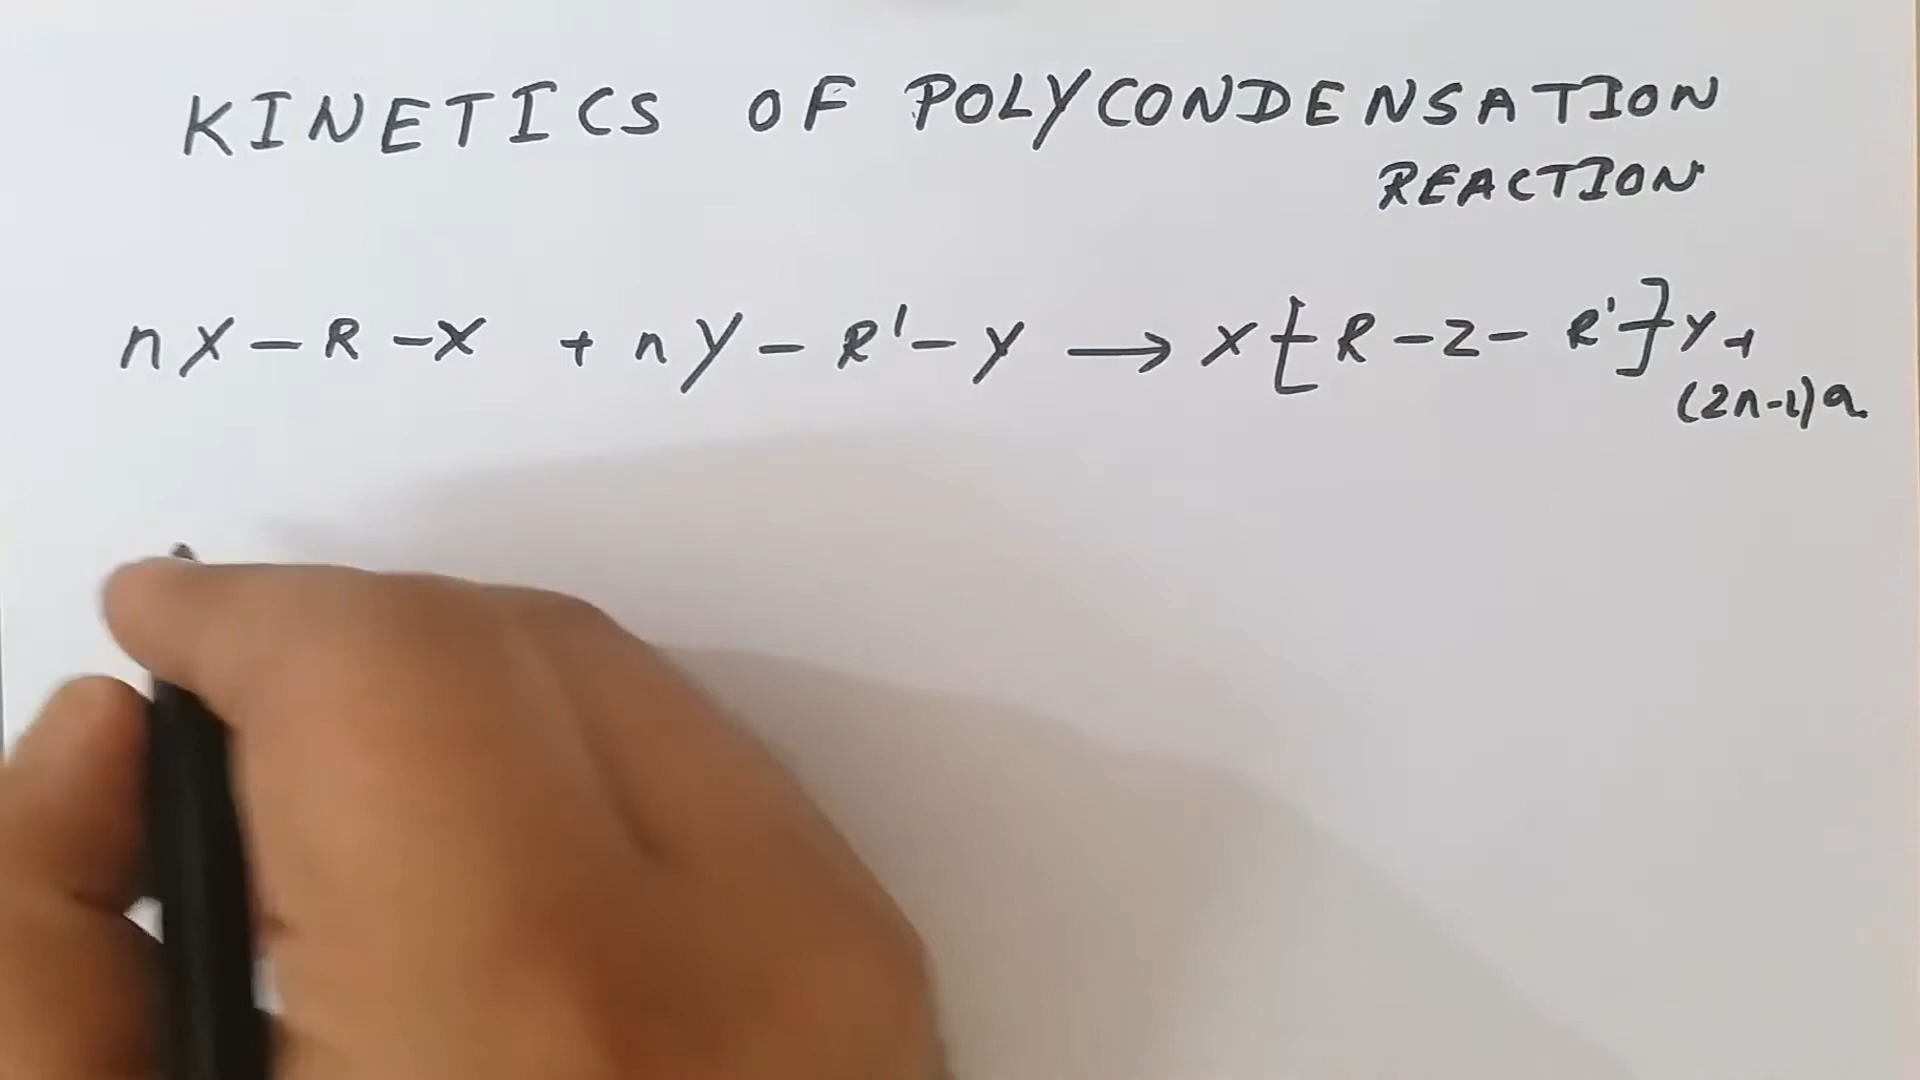 KINETICS OF POLYCONDENSATION
REACTION
nX-R-X + nY-R'-Y → X[R-Z-R']Y +
(2n-1)a